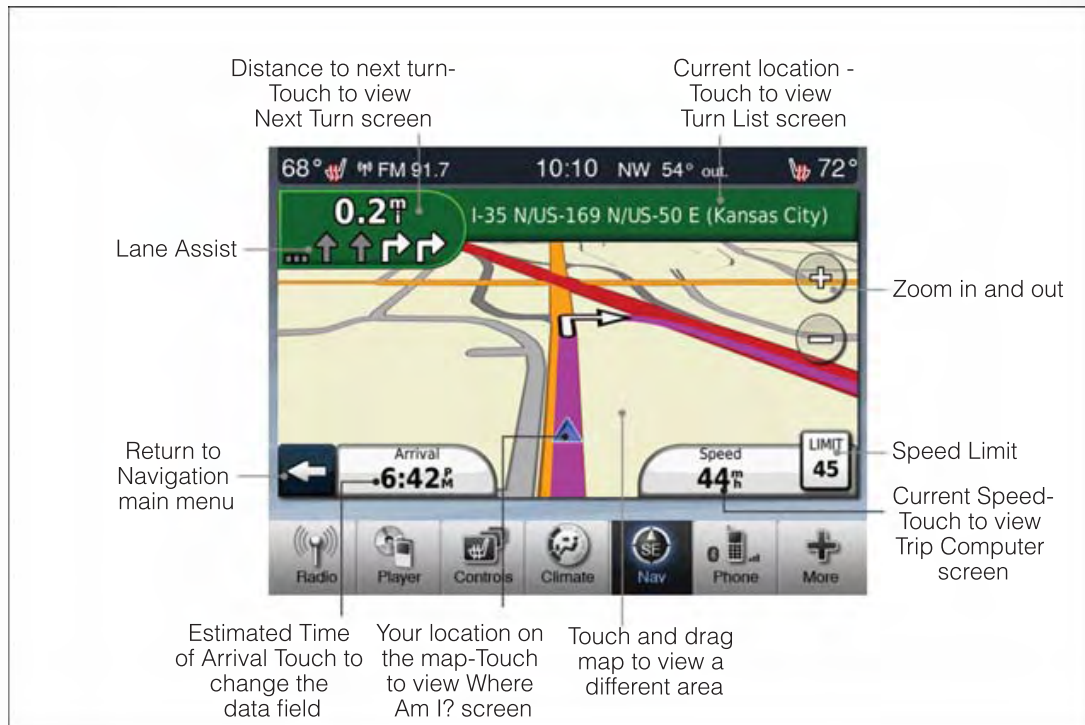 Distance to next turn-
Touch to view
Next Turn screen
Current location -
Touch to view
Turn List screen
68° FM 91.7 10:10 NW 54° out. 72°
0.2 mi
I-35 N/US-169 N/US-50 E (Kansas City)
Lane Assist
Zoom in and out
Return to
Navigation
main menu
Arrival
6:42 PM
Speed
44 mh
LIMIT
45
Speed Limit
Current Speed-
Touch to view
Trip Computer
screen
Radio
Player
Controls
Climate
SE
Nav
Phone
More
Estimated Time
of Arrival Touch to
change the
data field
Your location on
the map-Touch
to view Where
Am I? screen
Touch and drag
map to view a
different area